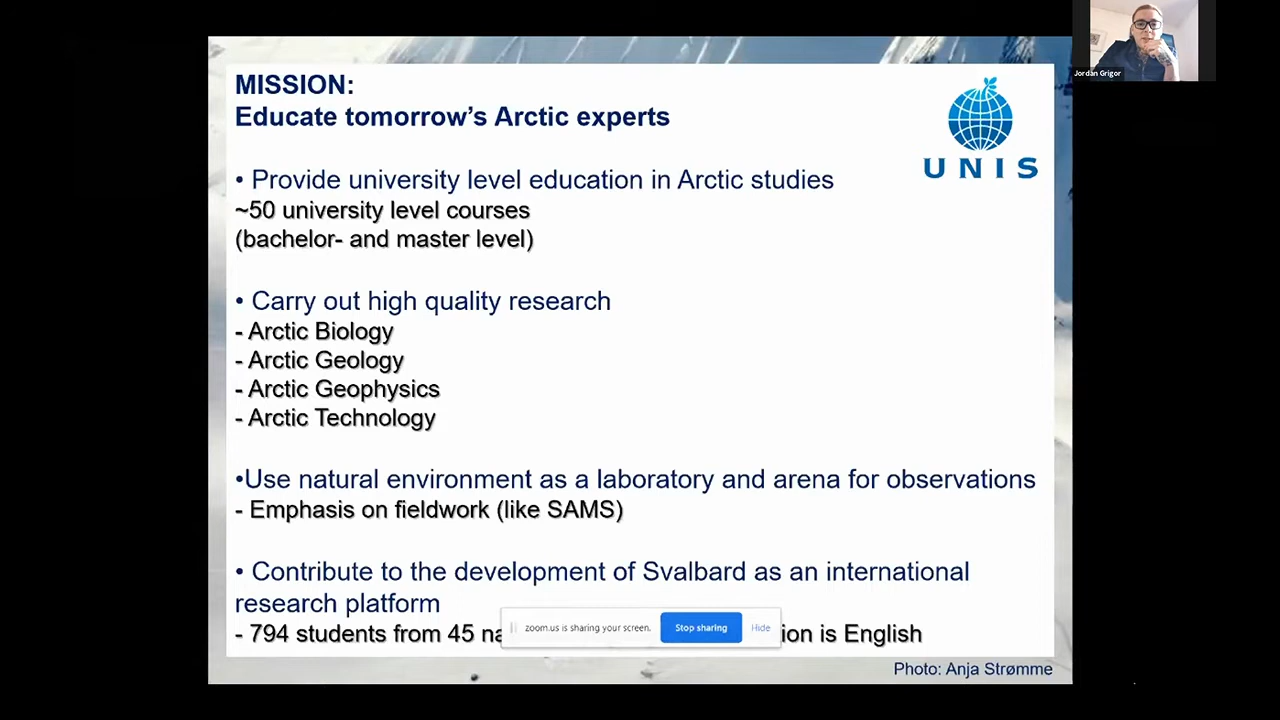 Jordan Grigor
MISSION:
Educate tomorrow's Arctic experts
UNIS
• Provide university level education in Arctic studies
~50 university level courses
(bachelor- and master level)
• Carry out high quality research
- Arctic Biology
- Arctic Geology
- Arctic Geophysics
- Arctic Technology
•Use natural environment as a laboratory and arena for observations
- Emphasis on fieldwork (like SAMS)
• Contribute to the development of Svalbard as an international
research platform
zoom.us is sharing your screen. Stop sharing Hide
- 794 students from 45 is English
Photo: Anja Strømme